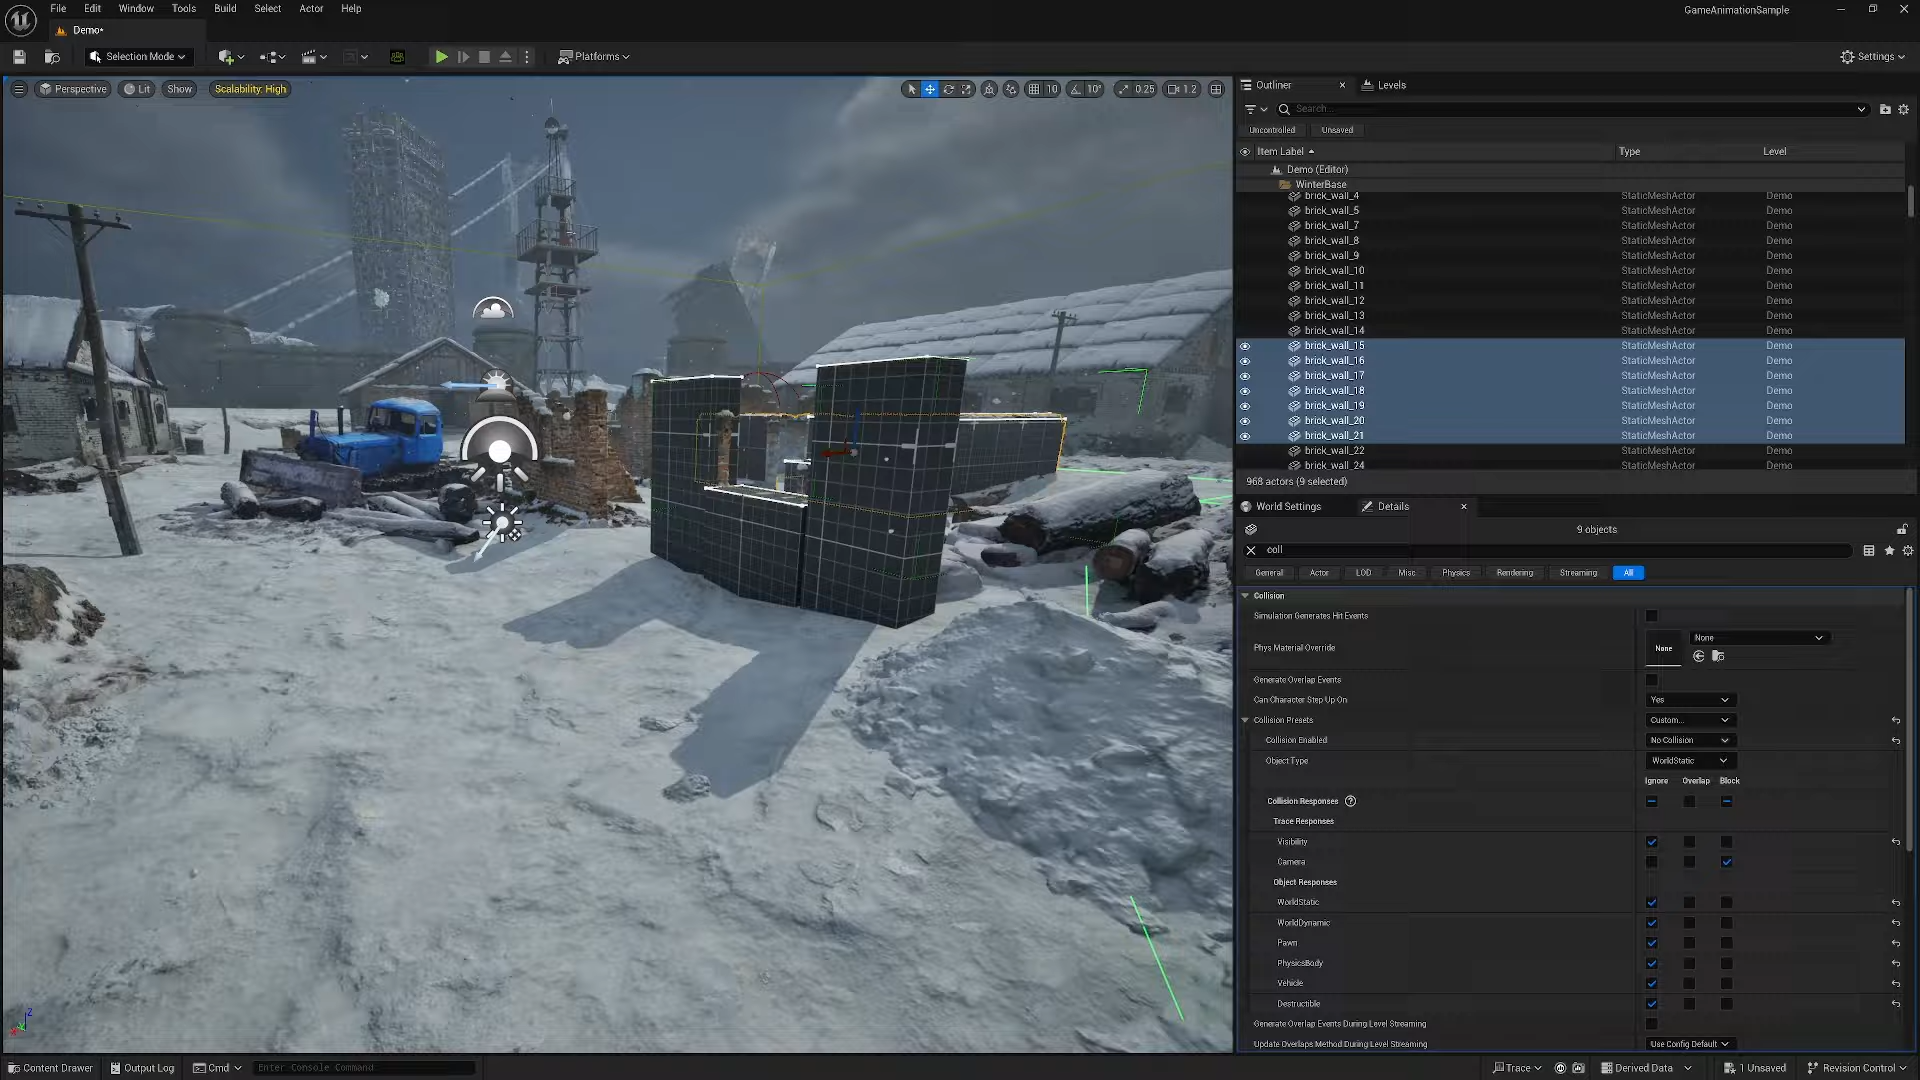 File Edit Window Tools Build Select Actor Help
GameAnimationSample
Demo*
Selection Mode
Platforms
Settings
Perspective Lit Show Scalability: High
10 10° 0.25 1.2
Outliner
Levels
Search...
Uncontrolled Unsaved
Item Label Type Level
Demo (Editor)
WinterBase
brick_wall_4 StaticMeshActor Demo
brick_wall_5 StaticMeshActor Demo
brick_wall_7 StaticMeshActor Demo
brick_wall_8 StaticMeshActor Demo
brick_wall_9 StaticMeshActor Demo
brick_wall_10 StaticMeshActor Demo
brick_wall_11 StaticMeshActor Demo
brick_wall_12 StaticMeshActor Demo
brick_wall_13 StaticMeshActor Demo
brick_wall_14 StaticMeshActor Demo
brick_wall_15 StaticMeshActor Demo
brick_wall_16 StaticMeshActor Demo
brick_wall_17 StaticMeshActor Demo
brick_wall_18 StaticMeshActor Demo
brick_wall_19 StaticMeshActor Demo
brick_wall_20 StaticMeshActor Demo
brick_wall_21 StaticMeshActor Demo
brick_wall_22 StaticMeshActor Demo
brick_wall_24 StaticMeshActor Demo
968 actors (9 selected)
World Settings Details
9 objects
coll
General Actor LOD Misc Physics Rendering Streaming All
Collision
Simulation Generates Hit Events
Phys Material Override None None
Generate Overlap Events
Can Character Step Up On Yes
Collision Presets Custom...
Collision Enabled No Collision
Object Type WorldStatic
Ignore Overlap Block
Collision Responses
Trace Responses
Visibility
Camera
Object Responses
WorldStatic
WorldDynamic
Pawn
PhysicsBody
Vehicle
Destructible
Generate Overlap Events During Level Streaming
Update Overlaps Method During Level Streaming Use Config Default
Z
Content Drawer Output Log Cmd Enter Console Command
Trace Derived Data 1 Unsaved Revision Control